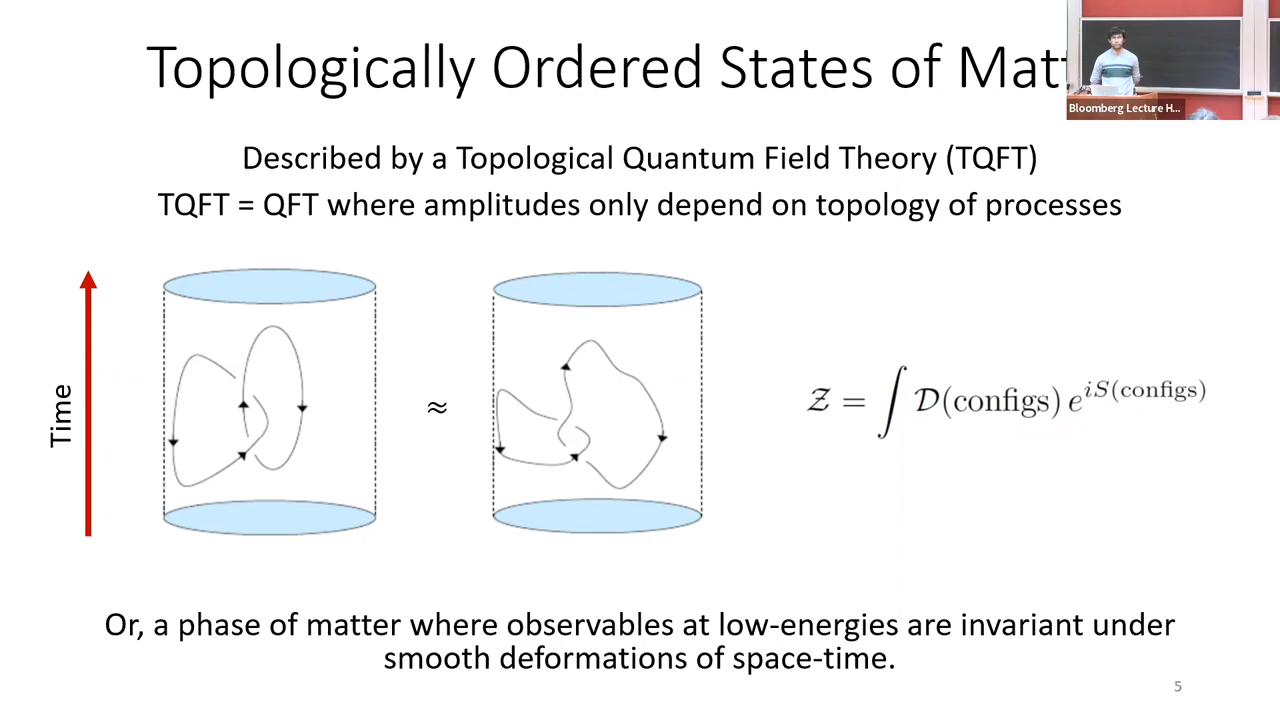 Topologically Ordered States of Mat
Bloomberg Lecture H...
Described by a Topological Quantum Field Theory (TQFT)
TQFT = QFT where amplitudes only depend on topology of processes
Time
≈
𝒵 = ∫ 𝒟(configs) e^{iS(configs)}
Or, a phase of matter where observables at low-energies are invariant under
smooth deformations of space-time.
5